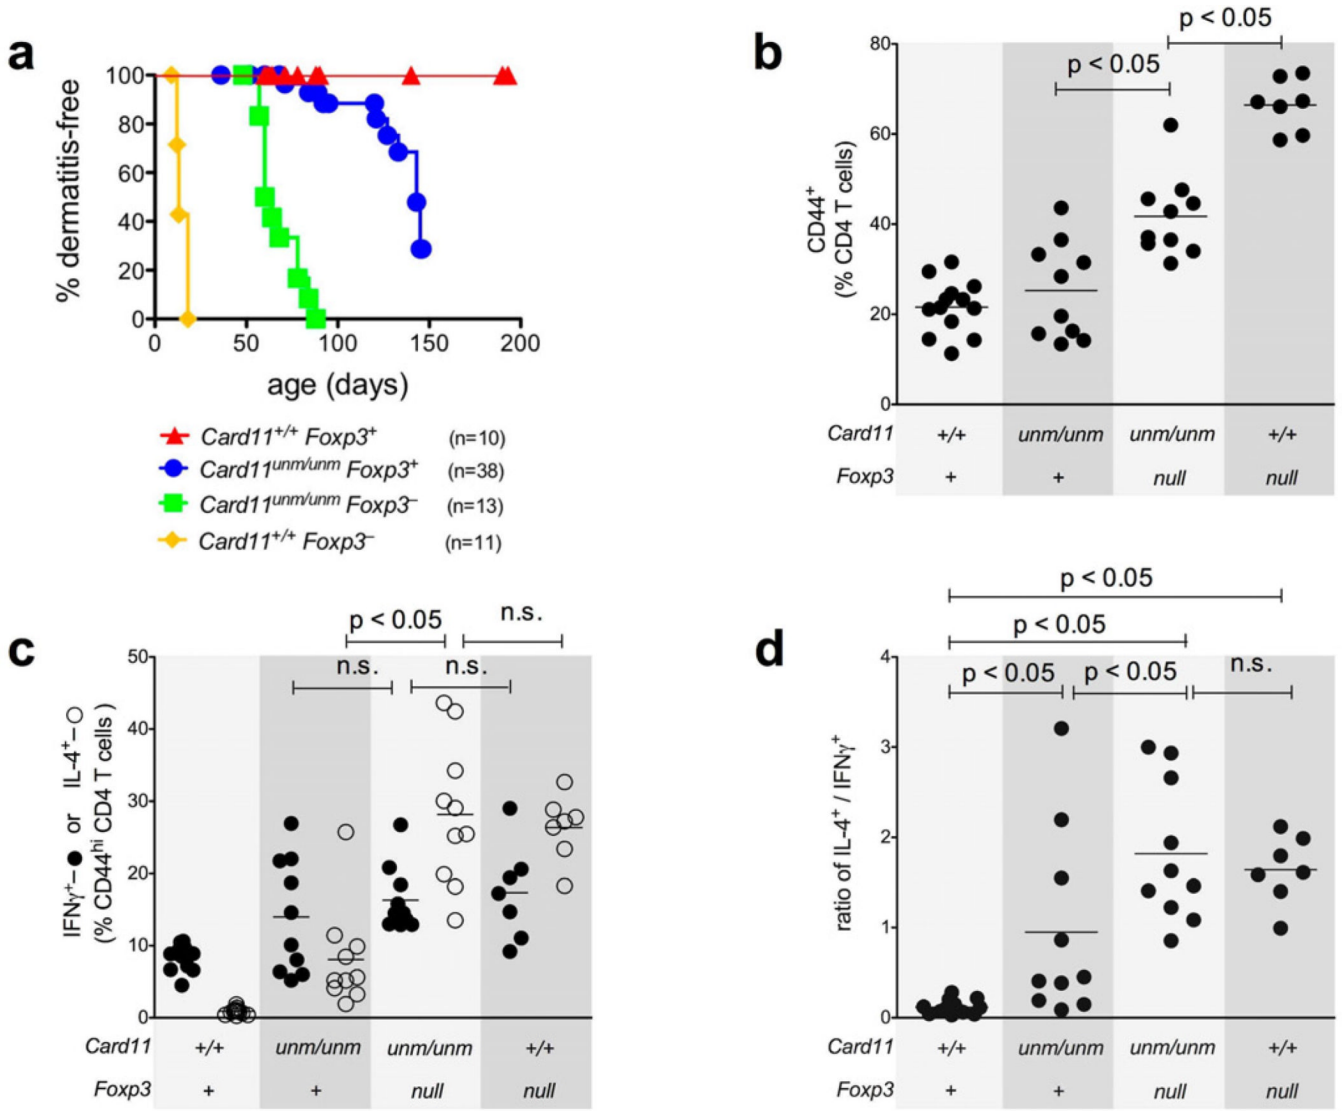 a
% dermatitis-free
100
80
60
40
20
0
0 50 100 150 200
age (days)
Card11+/+ Foxp3+ (n=10)
Card11unm/unm Foxp3+ (n=38)
Card11unm/unm Foxp3– (n=13)
Card11+/+ Foxp3– (n=11)
b
p < 0.05
p < 0.05
CD44+
(% CD4 T cells)
80
60
40
20
0
Card11 +/+ unm/unm unm/unm +/+
Foxp3 + + null null
c
p < 0.05 n.s.
n.s. n.s.
IFNγ+– or IL-4+–
(% CD44hi CD4 T cells )
50
40
30
20
10
0
Card11 +/+ unm/unm unm/unm +/+
Foxp3 + + null null
d
p < 0.05
p < 0.05
p < 0.05 p < 0.05 n.s.
ratio of IL-4+ / IFNγ+
4
3
2
1
0
Card11 +/+ unm/unm unm/unm +/+
Foxp3 + + null null